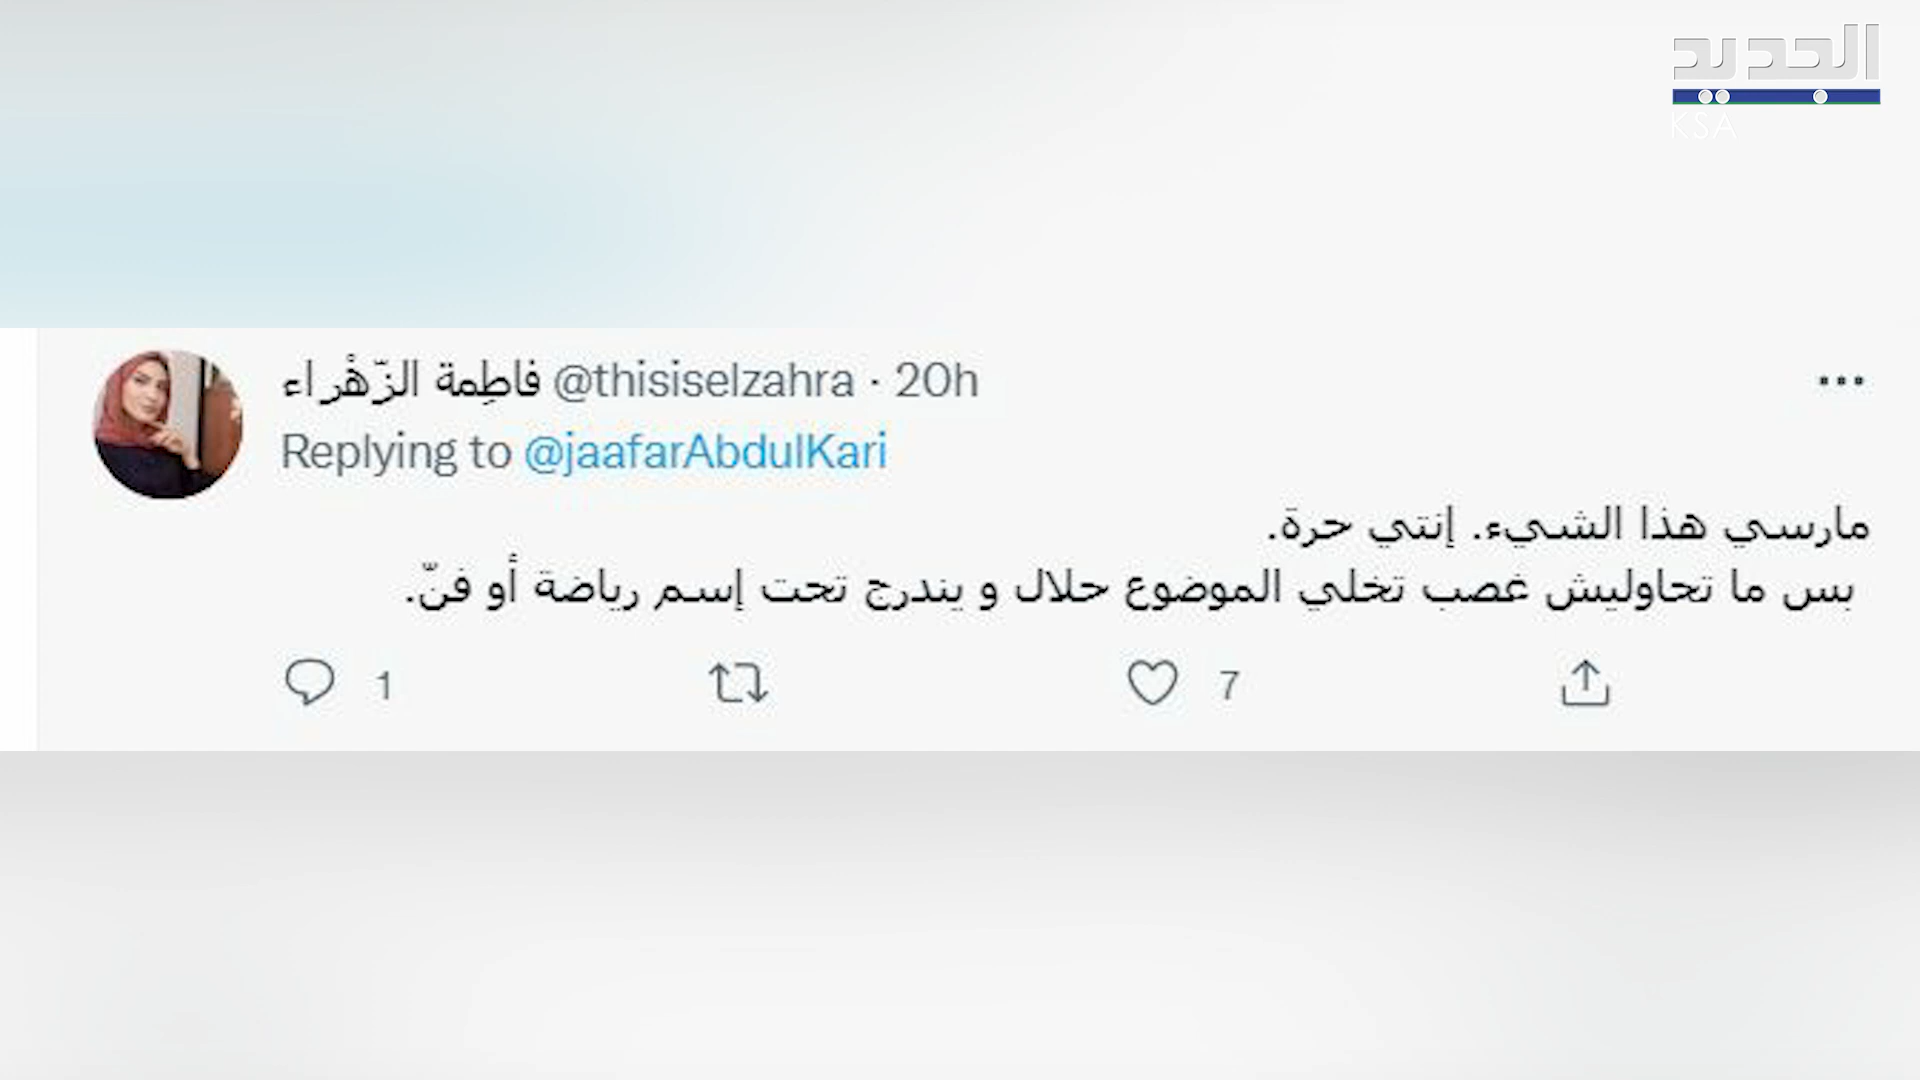 الجديد
KSA
فاطِمة الزّهْراء @thisiselzahra · 20h
Replying to @jaafarAbdulKari
مارسي هذا الشيء. إنتي حرة.
بس ما تحاوليش غصب تخلي الموضوع حلال و يندرج تحت إسم رياضة أو فنّ.
1 7